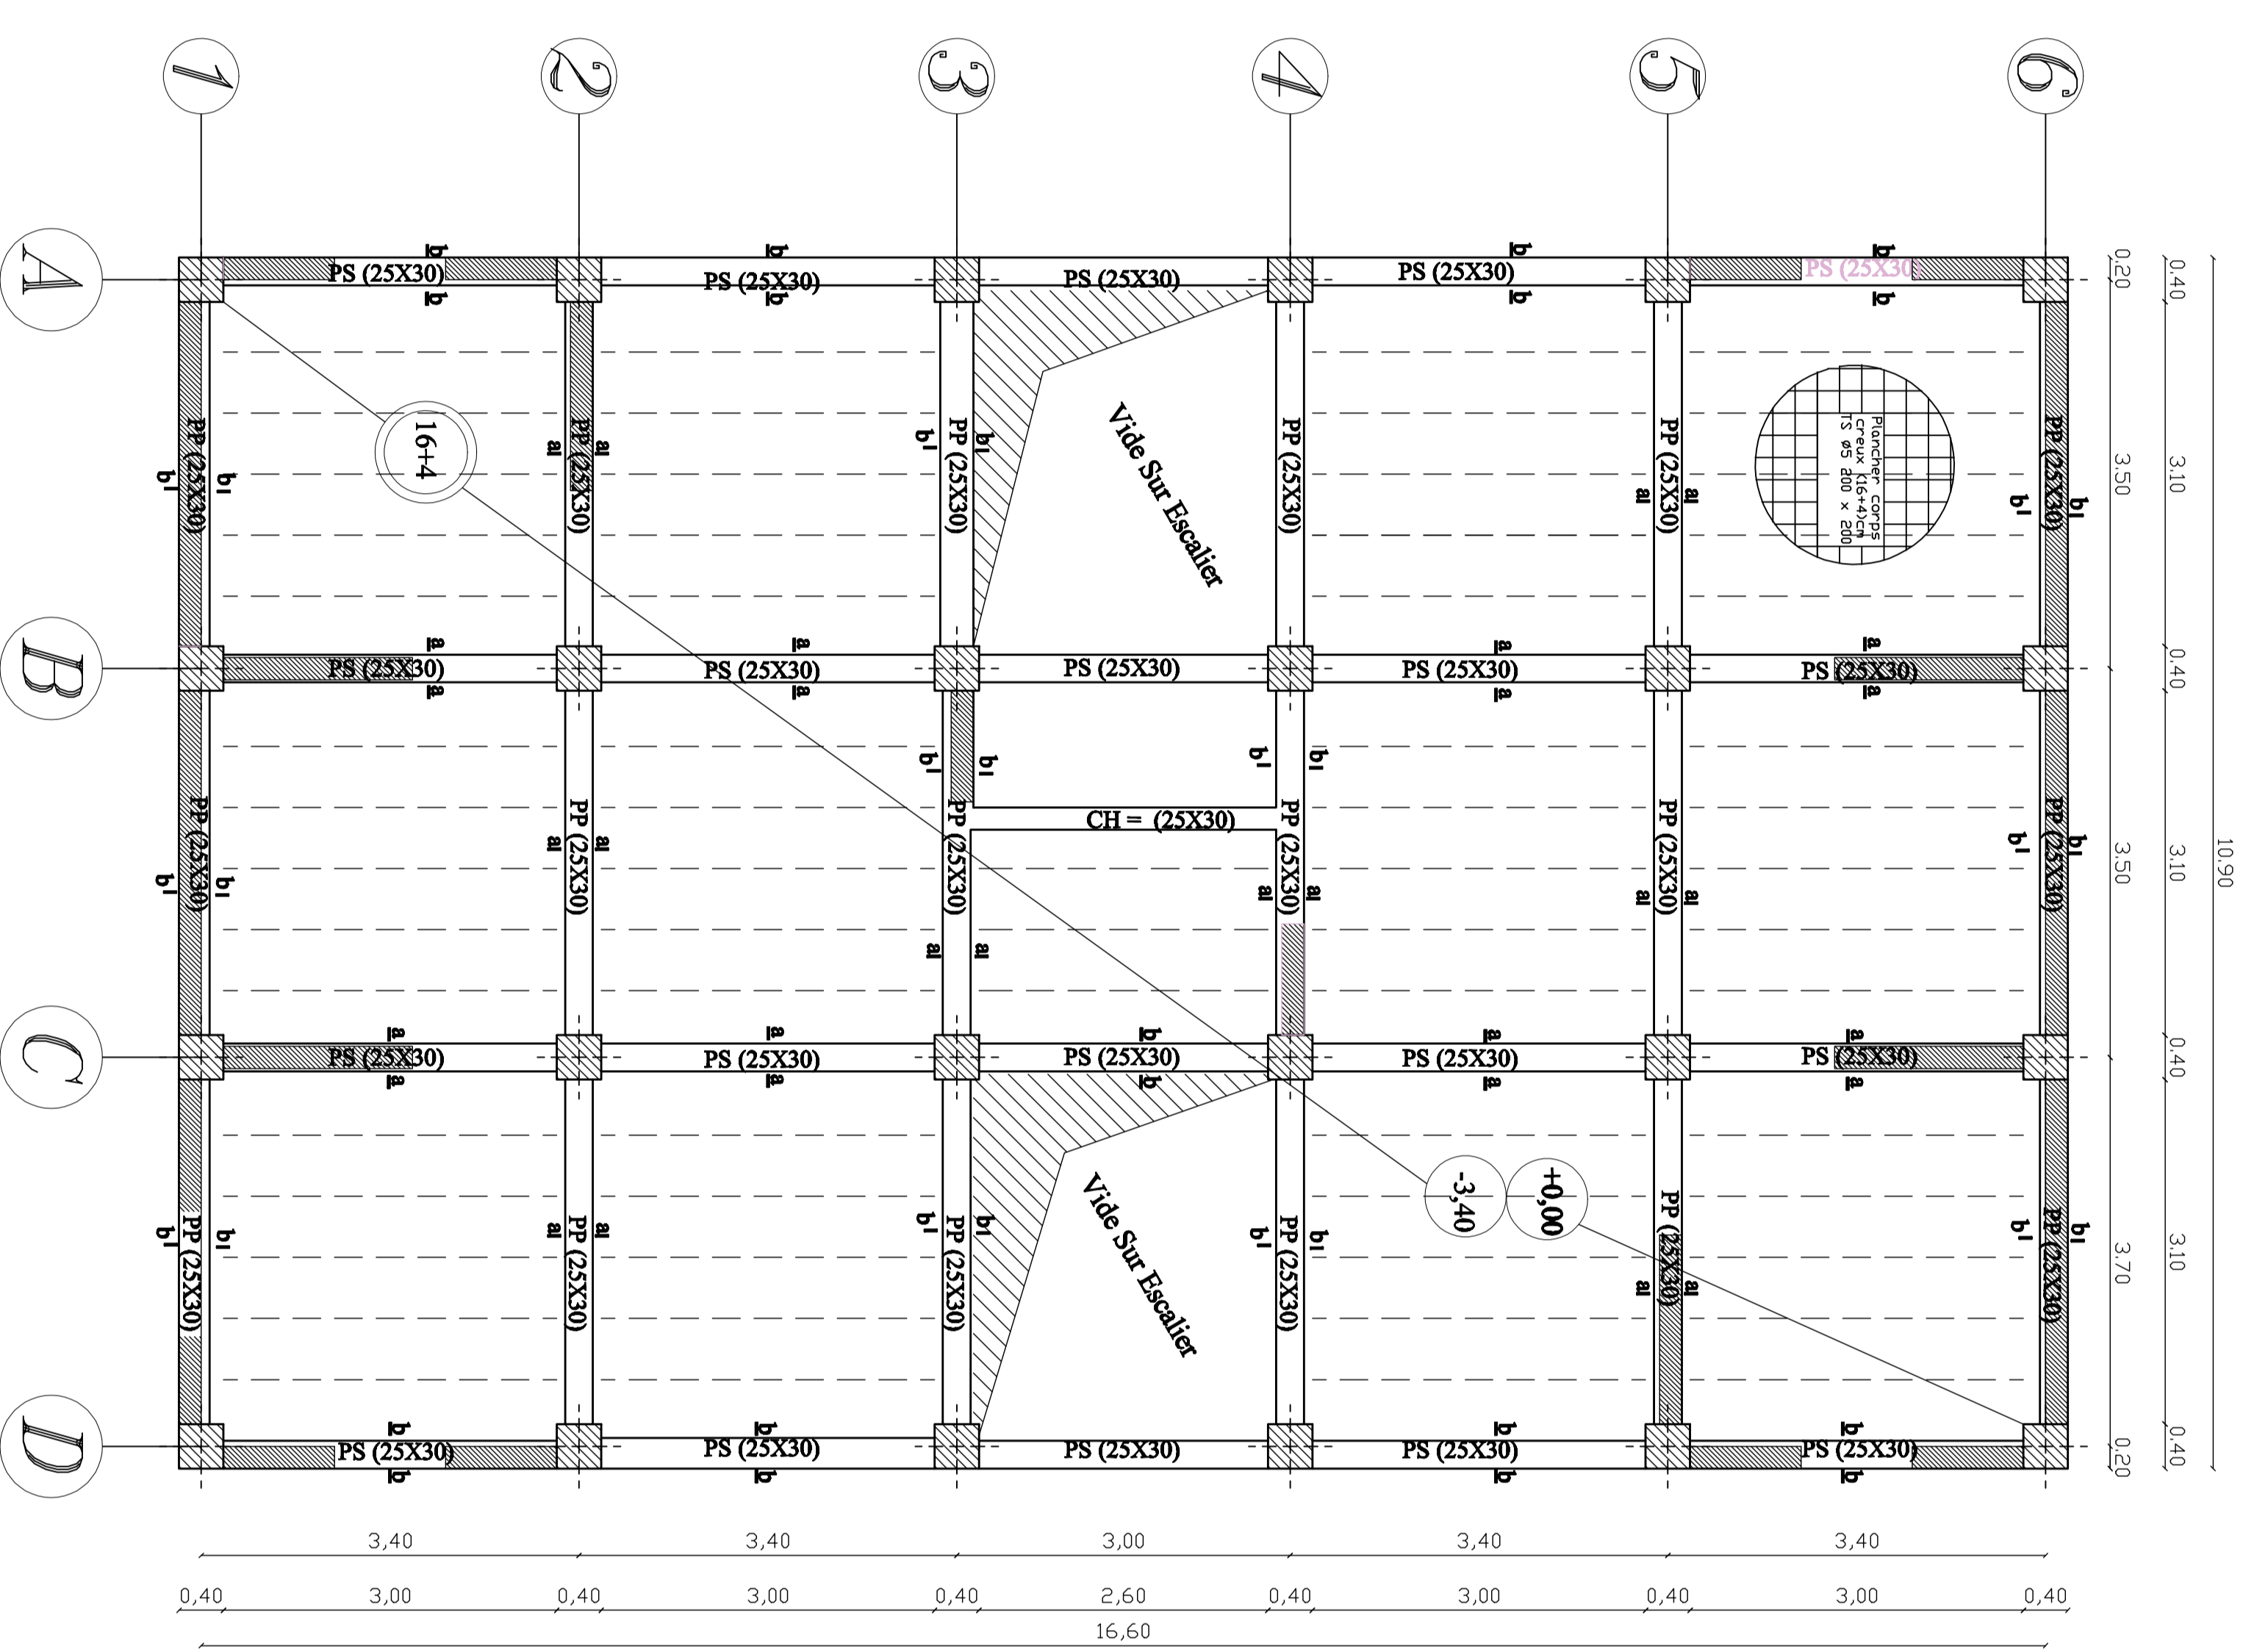 1
2
3
4
5
6
A
PS (25X30)
b
b
PS (25X30)
b
b
PS (25X30)
PS (25X30)
b
b
PS (25X30)
b
b
PP (25X30)
b
b
16+4
PP (25X30)
a
a
PP (25X30)
b
b
Vide Sur Escalier
PP (25X30)
PP (25X30)
a
a
Plancher corps
creux (16+4)cm
TS ø5 200 x 200
PP (25X30)
b
b
B
PS (25X30)
a
a
PS (25X30)
a
a
PS (25X30)
PS (25X30)
a
a
PS (25X30)
a
a
PP (25X30)
b
b
PP (25X30)
a
a
PP (25X30)
b
b
a
a
CH = (25X30)
PP (25X30)
b
b
a
a
PP (25X30)
a
a
PP (25X30)
b
b
C
PS (25X30)
a
a
PS (25X30)
a
a
PS (25X30)
b
b
PS (25X30)
a
a
PS (25X30)
a
a
PP (25X30)
b
b
PP (25X30)
a
a
PP (25X30)
b
b
Vide Sur Escalier
PP (25X30)
b
b
-3,40
+0,00
PP (25X30)
a
a
PP (25X30)
b
b
D
PS (25X30)
b
b
PS (25X30)
b
b
PS (25X30)
PS (25X30)
b
b
PS (25X30)
b
b
0.20
3.50
3.50
3.70
0.20
0.40
3.10
0.40
3.10
0.40
3.10
0.40
10.90
3,40
3,40
3,00
3,40
3,40
0,40
3,00
0,40
3,00
0,40
2,60
0,40
3,00
0,40
3,00
0,40
16,60